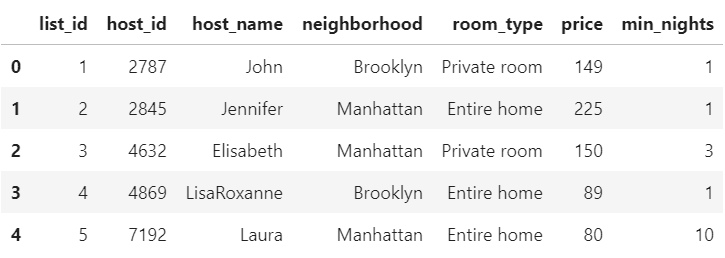 list_id host_id host_name neighborhood room_type price min_nights
0 1 2787 John Brooklyn Private room 149 1
1 2 2845 Jennifer Manhattan Entire home 225 1
2 3 4632 Elisabeth Manhattan Private room 150 3
3 4 4869 LisaRoxanne Brooklyn Entire home 89 1
4 5 7192 Laura Manhattan Entire home 80 10